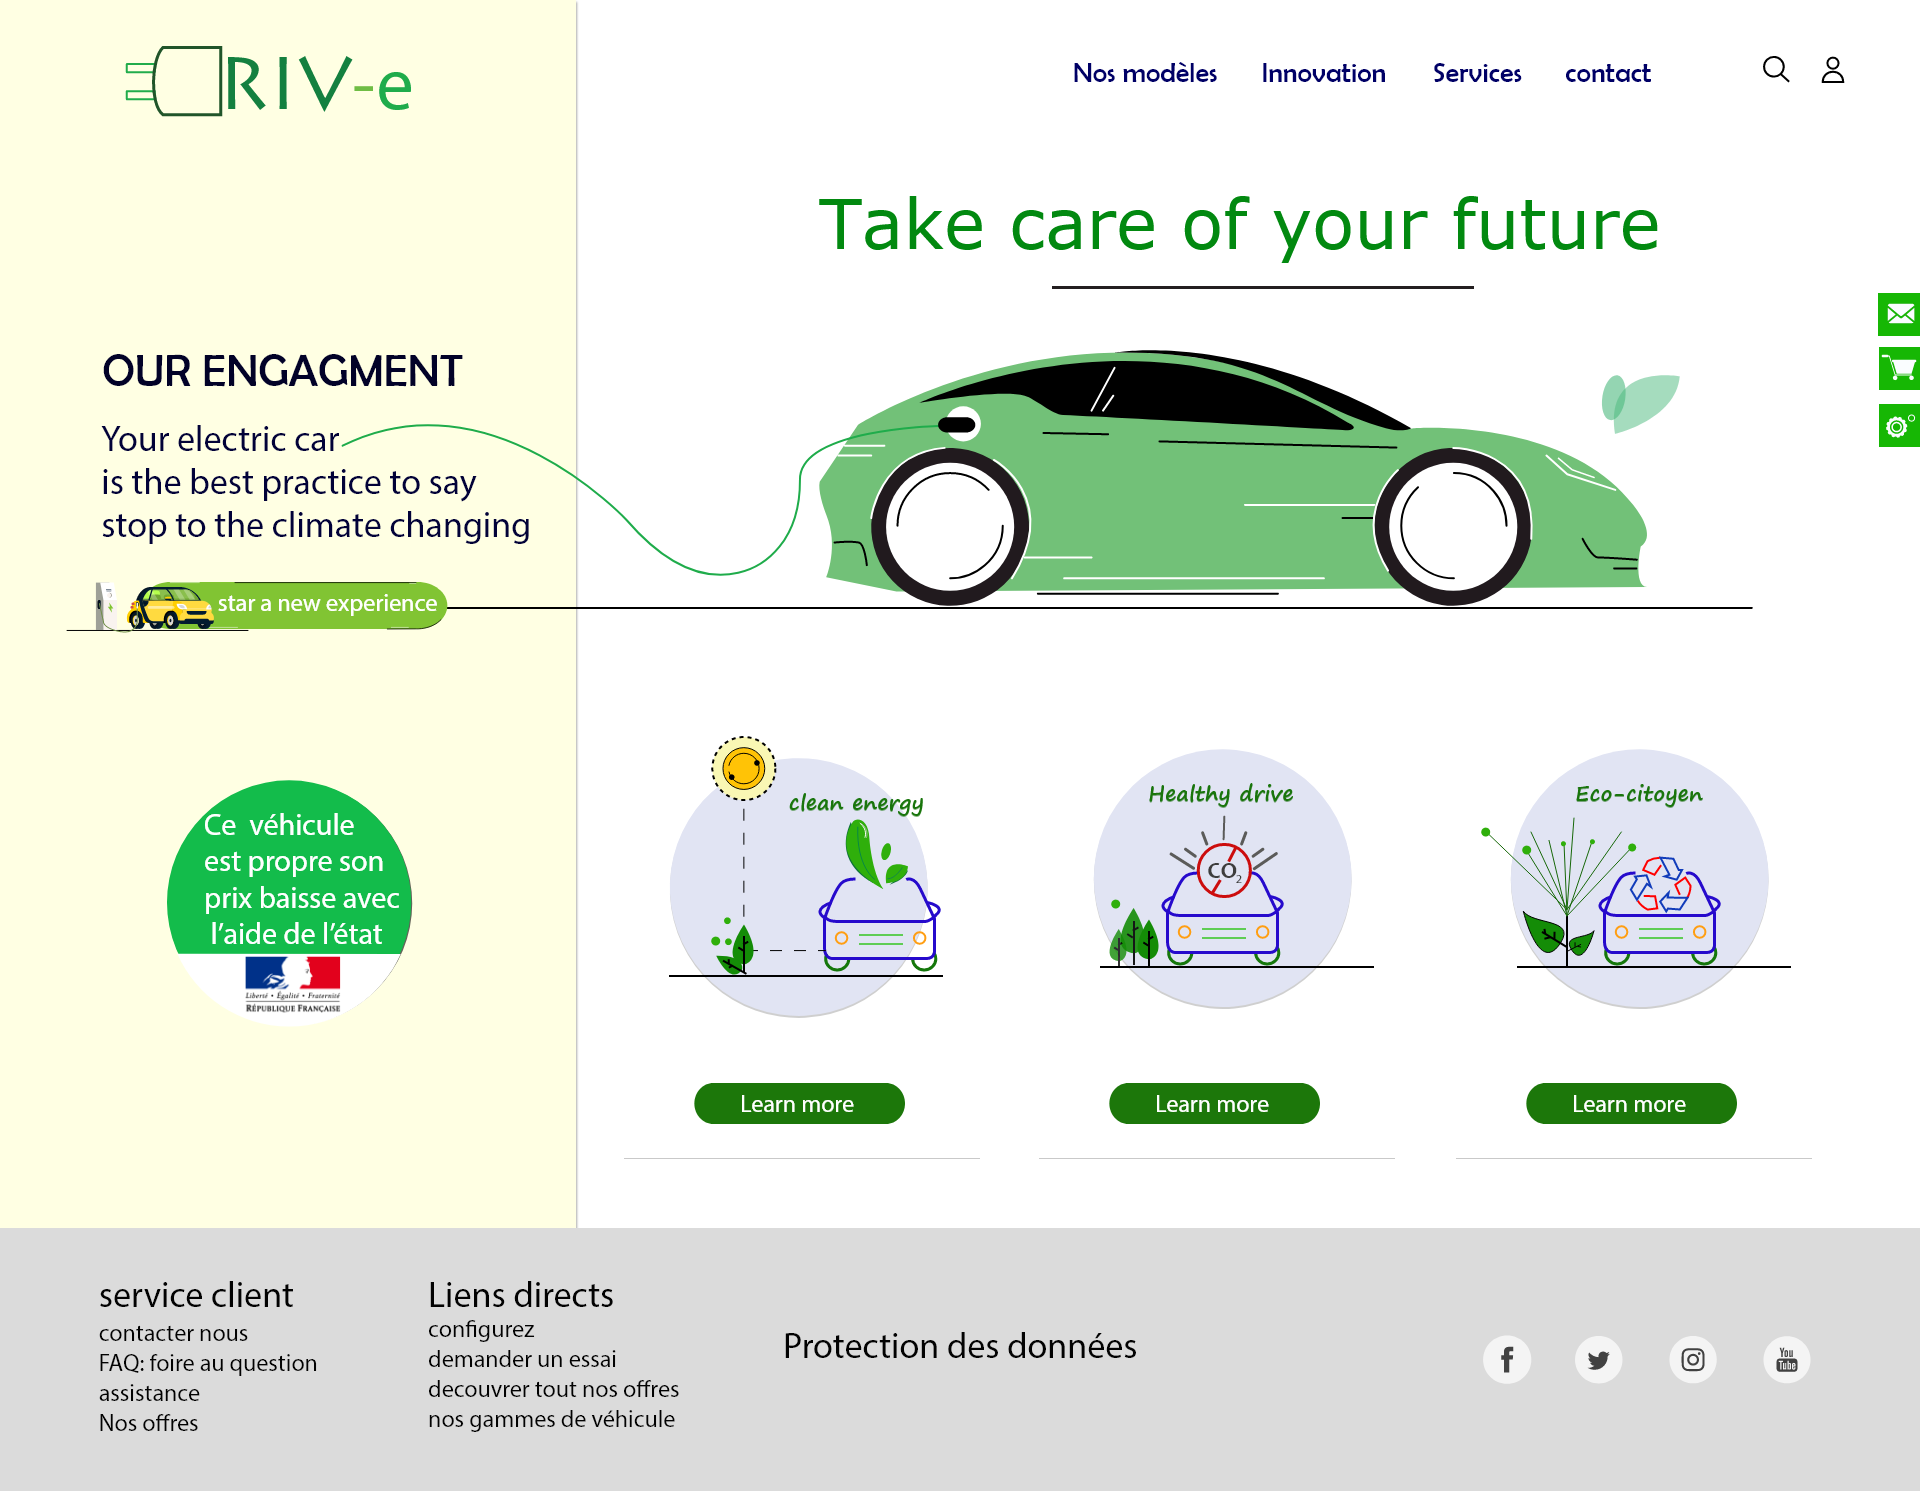 RIV-e
Nos modèles
Innovation
Services
contact
Take care of your future
OUR ENGAGMENT
Your electric car
is the best practice to say
stop to the climate changing
star a new experience
Ce véhicule
est propre son
prix baisse avec
l'aide de l'état
Liberté • Égalité • Fraternité
RÉPUBLIQUE FRANÇAISE
clean energy
Healthy drive
CO2
Eco-citoyen
Learn more
Learn more
Learn more
service client
contacter nous
FAQ: foire au question
assistance
Nos offres
Liens directs
configurez
demander un essai
decouvrer tout nos offres
nos gammes de véhicule
Protection des données
You
Tube